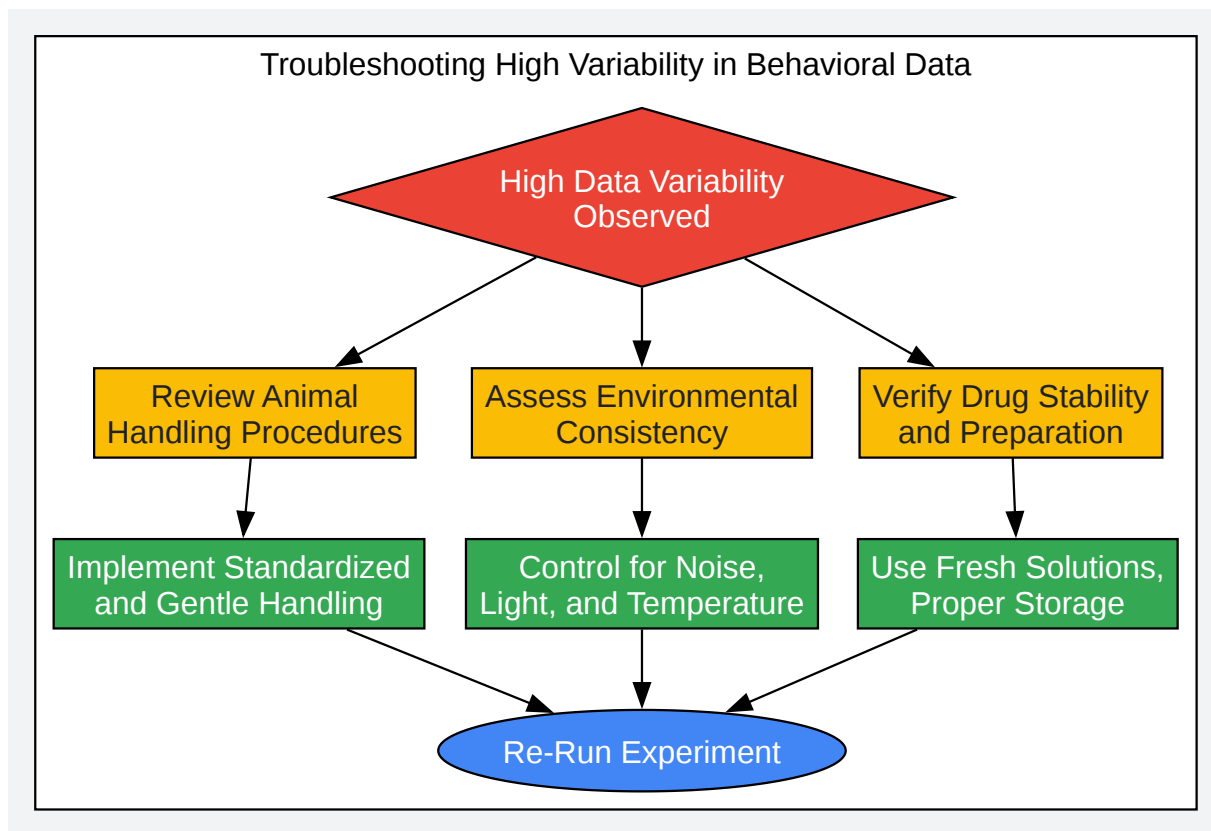 Troubleshooting High Variability in Behavioral Data
High Data Variability
Observed
Review Animal
Handling Procedures
Assess Environmental
Consistency
Verify Drug Stability
and Preparation
Implement Standardized
and Gentle Handling
Control for Noise,
Light, and Temperature
Use Fresh Solutions,
Proper Storage
Re-Run Experiment